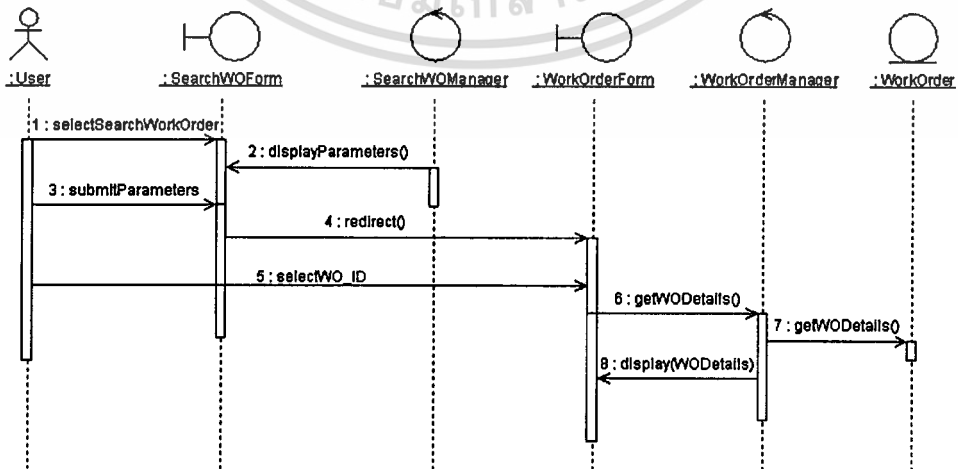 :User
:SearchWOForm
:SearchWOManager
:WorkOrderForm
:WorkOrderManager
:WorkOrder
1 : selectSearchWorkOrder
2 : displayParameters()
3 : submitParameters
4 : redirect()
5 : selectWO_ID
6 : getWODetails()
7 : getWODetails()
8 : display(WODetails)